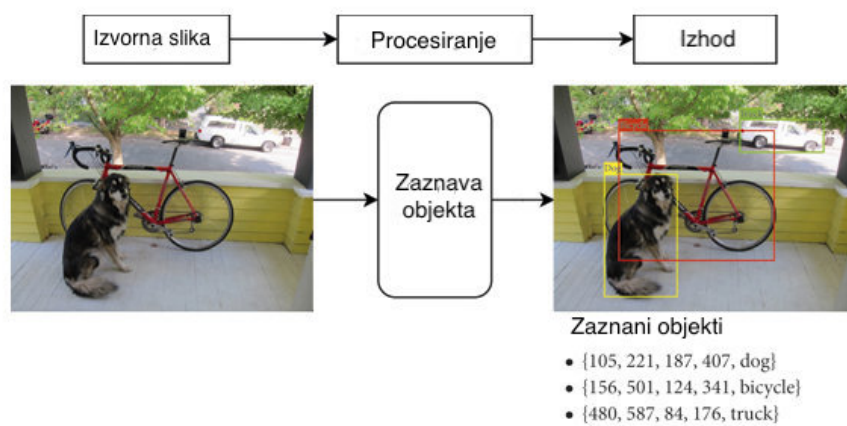 Izvorna slika
Procesiranje
Izhod
Zaznava
objekta
Dog
Zaznani objekti
• {105, 221, 187, 407, dog}
• {156, 501, 124, 341, bicycle}
• {480, 587, 84, 176, truck}